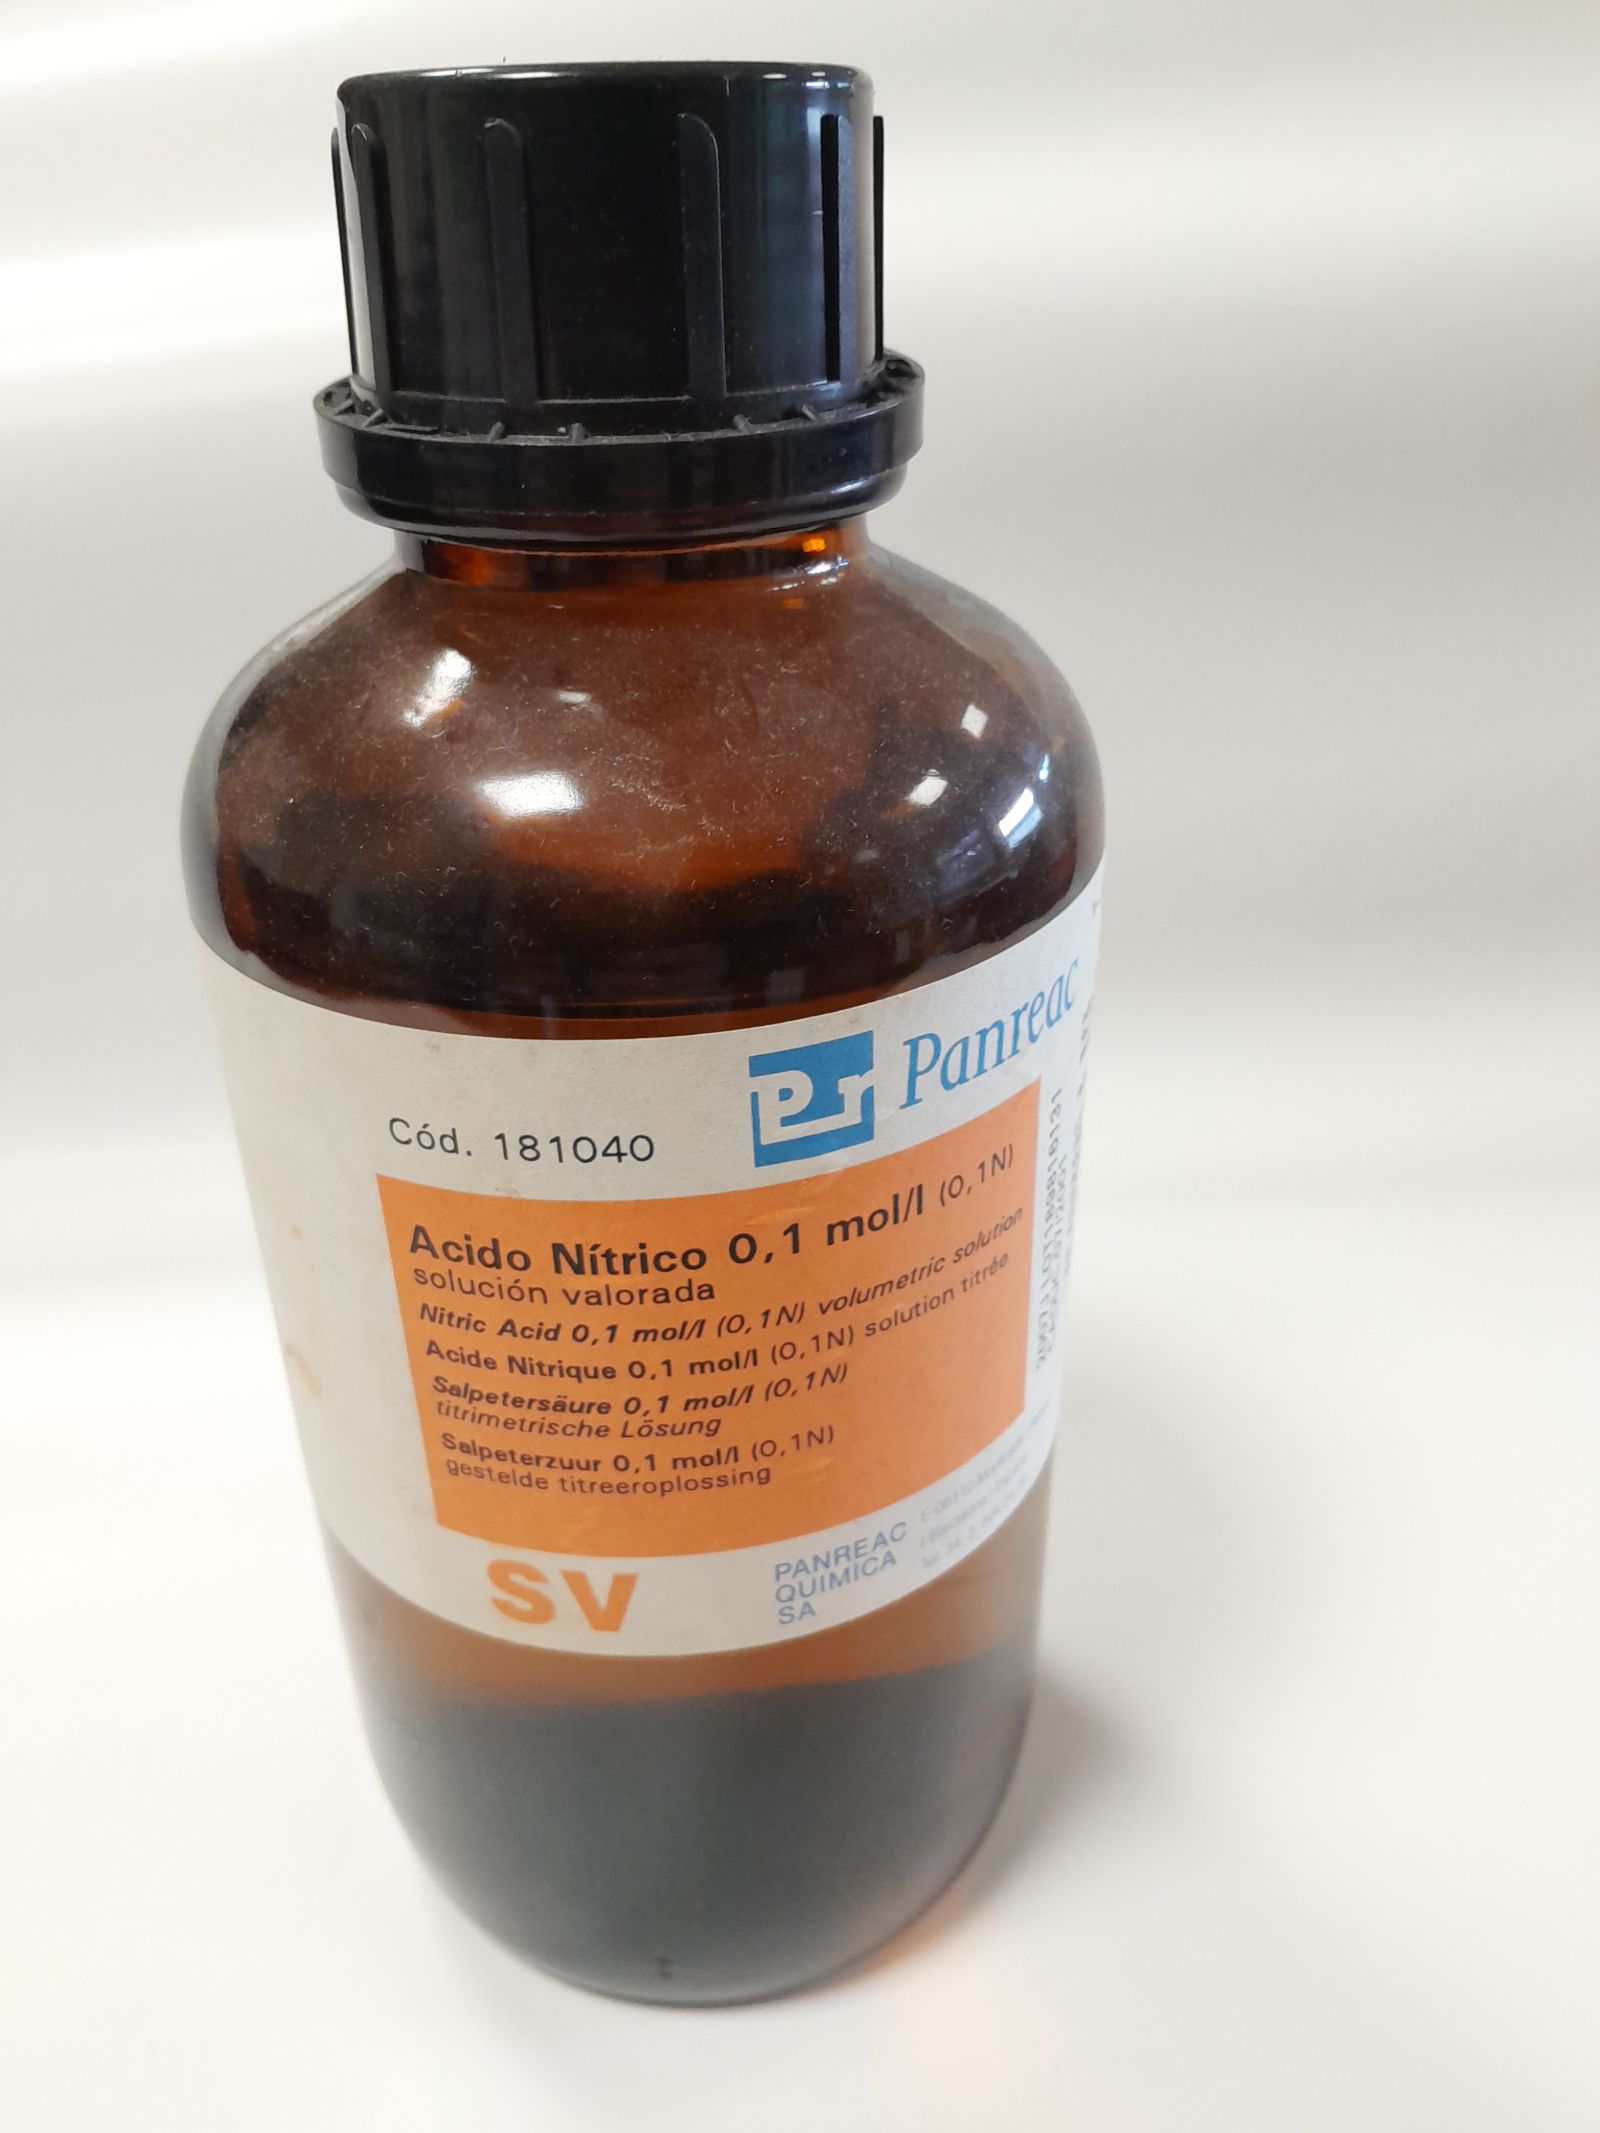 Pr Panreac
Cód. 181040
Acido Nítrico 0,1 mol/l (0,1N)
solución valorada
Nitric Acid 0,1 mol/l (0,1N) volumetric solution
Acide Nitrique 0,1 mol/l (0,1N) solution titrée
Salpetersäure 0,1 mol/l (0,1N)
titrimetrische Lösung
Salpeterzuur 0,1 mol/l (0,1N)
gestelde titreeroplossing
SV
PANREAC
QUIMICA
SA